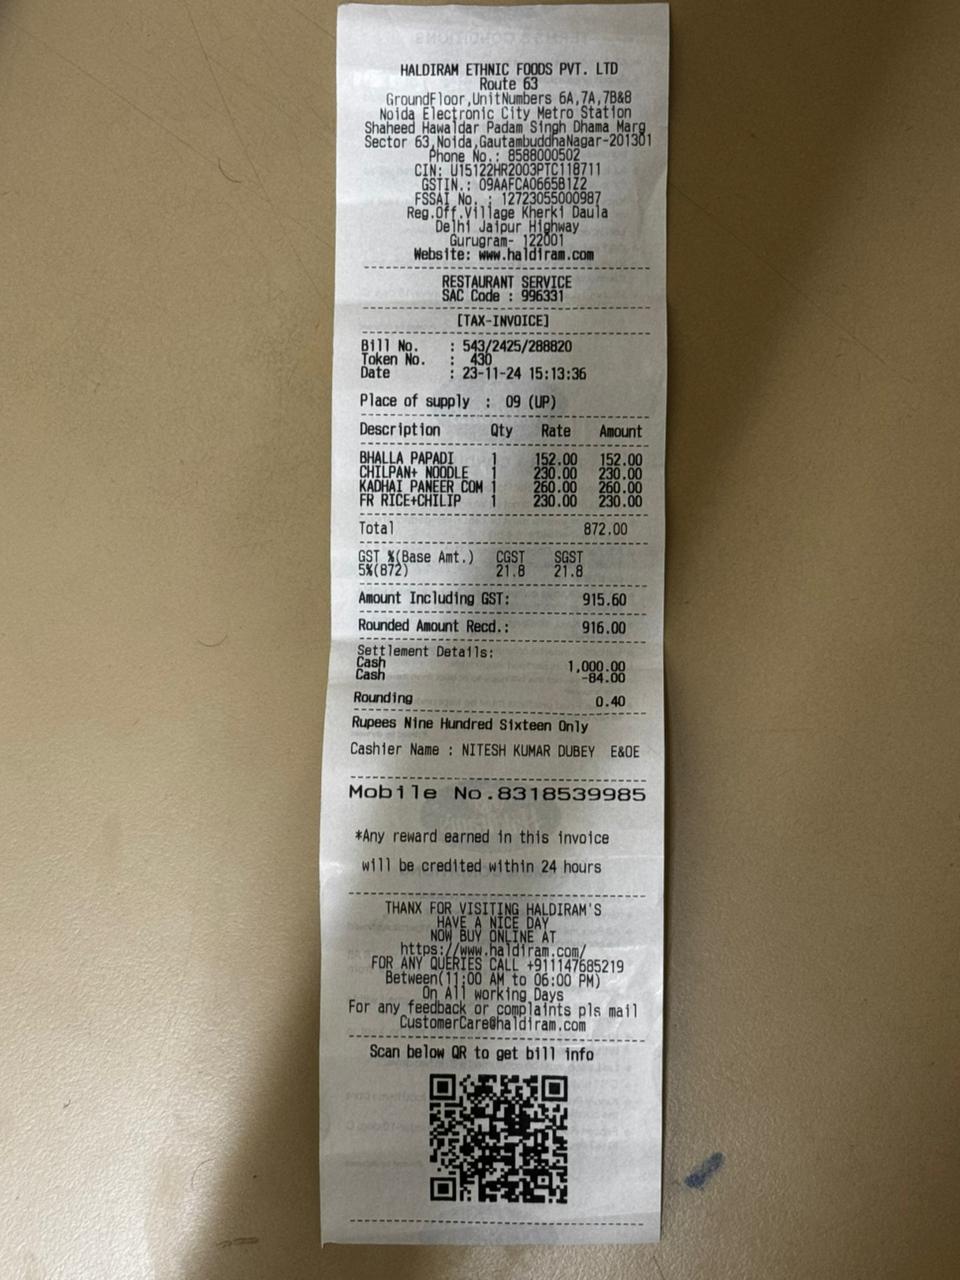 HALDIRAM ETHNIC FOODS PVT. LTD
Route 63
GroundFloor,UnitNumbers 6A,7A,7B&8
Noida Electronic City Metro Station
Shaheed Hawaldar Padam Singh Dhama Marg
Sector 63,Noida,GautambuddhaNagar-201301
Phone No.: 8588000502
CIN: U15122HR2003PTC118711
GSTIN.: 09AAFCA0665B1Z2
FSSAI No. : 12723055000987
Reg.Off.Village Kherki Daula
Delhi Jaipur Highway
Gurugram- 122001
Website: www.haldiram.com
RESTAURANT SERVICE
SAC Code : 996331
[TAX-INVOICE]
Bill No. : 543/2425/288820
Token No. : 430
Date : 23-11-24 15:13:36
Place of supply : 09 (UP)
Description Qty Rate Amount
BHALLA PAPADI 1 152.00 152.00
CHILPAN+ NOODLE 1 230.00 230.00
KADHAI PANEER COM 1 260.00 260.00
FR RICE+CHILIP 1 230.00 230.00
Total 872.00
GST %(Base Amt.) CGST SGST
5%(872) 21.8 21.8
Amount Including GST: 915.60
Rounded Amount Recd.: 916.00
Settlement Details:
Cash 1,000.00
Cash -84.00
Rounding 0.40
Rupees Nine Hundred Sixteen Only
Cashier Name : NITESH KUMAR DUBEY E&OE
Mobile No.8318539985
*Any reward earned in this invoice
will be credited within 24 hours
THANX FOR VISITING HALDIRAM'S
HAVE A NICE DAY
NOW BUY ONLINE AT
https://www.haldiram.com/
FOR ANY QUERIES CALL +911147685219
Between(11:00 AM to 06:00 PM)
On All working Days
For any feedback or complaints pls mail
CustomerCare@haldiram.com
Scan below QR to get bill info